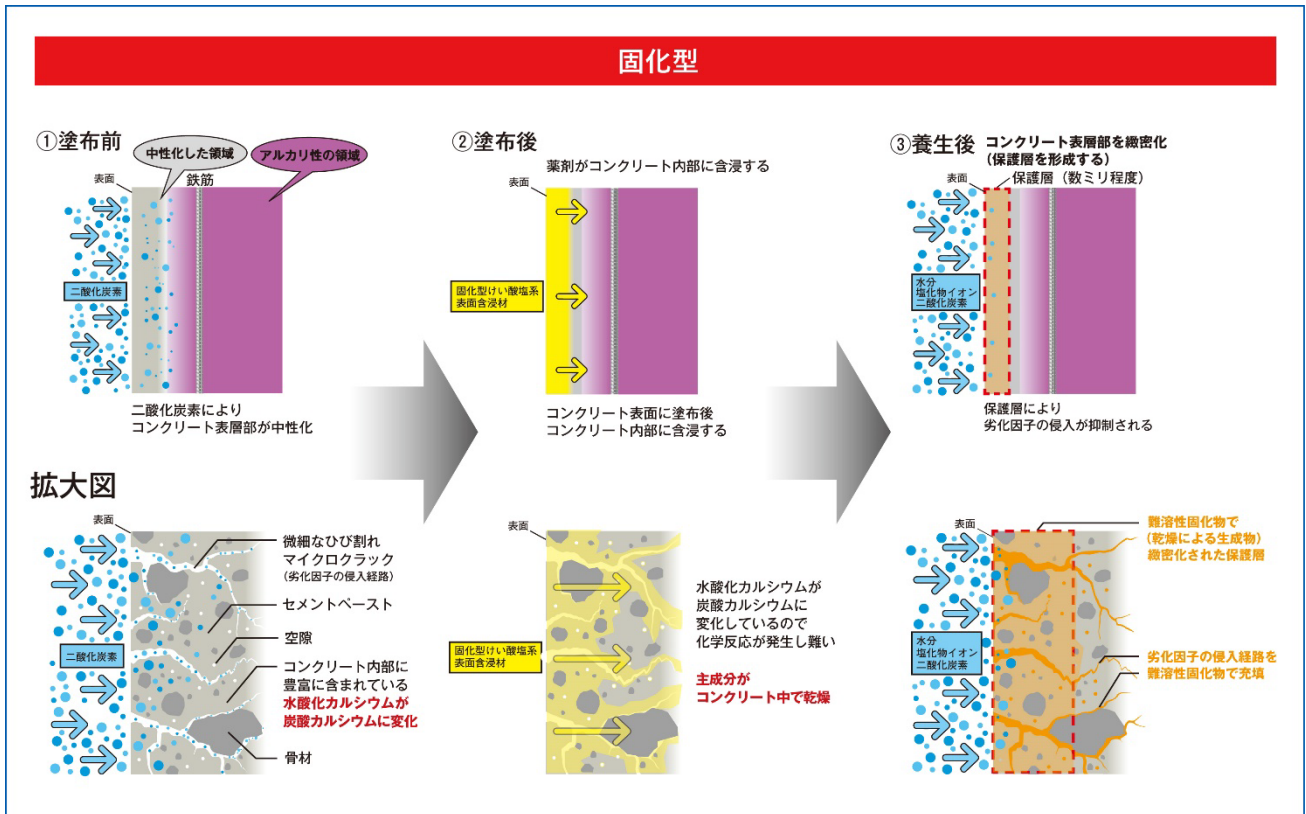 固化型
①塗布前
中性化した領域
アルカリ性の領域
表面
鉄筋
二酸化炭素
二酸化炭素により
コンクリート表層部が中性化
②塗布後
薬剤がコンクリート内部に含浸する
表面
固化型けい酸塩系
表面含浸材
コンクリート表面に塗布後
コンクリート内部に含浸する
③養生後
コンクリート表層部を緻密化
(保護層を形成する)
表面
保護層（数ミリ程度）
水分
塩化物イオン
二酸化炭素
保護層により
劣化因子の侵入が抑制される
拡大図
表面
二酸化炭素
微細なひび割れ
マイクロクラック
(劣化因子の侵入経路)
セメントペースト
空隙
コンクリート内部に
豊富に含まれている
水酸化カルシウムが
炭酸カルシウムに変化
骨材
表面
固化型けい酸塩系
表面含浸材
水酸化カルシウムが
炭酸カルシウムに
変化しているので
化学反応が発生し難い
主成分が
コンクリート中で乾燥
表面
水分
塩化物イオン
二酸化炭素
難溶性固化物で
(乾燥による生成物)
緻密化された保護層
劣化因子の侵入経路を
難溶性固化物で充填